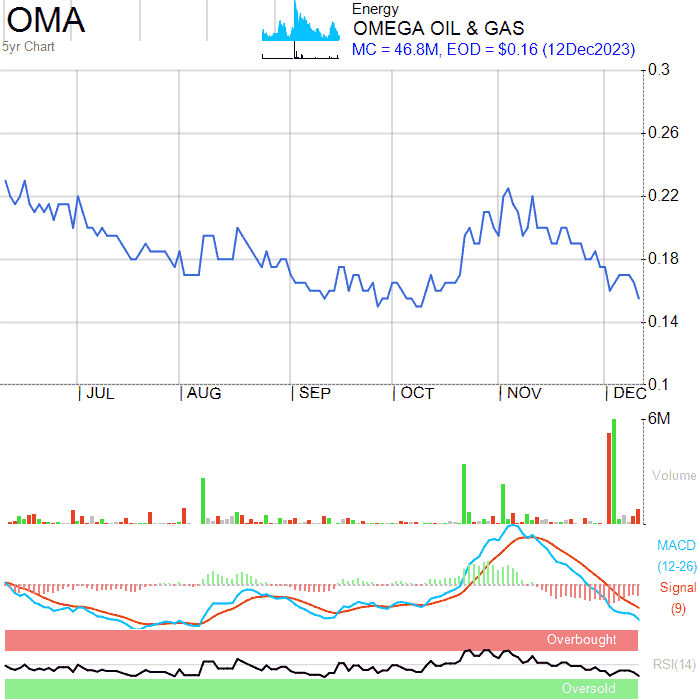 OMA
5yr Chart
Energy
OMEGA OIL & GAS
MC = 46.8M, EOD = $0.16 (12Dec2023)
0.3
0.26
0.22
0.18
0.14
0.1
| JUL | AUG | SEP | OCT | NOV | DEC
6M
Volume
MACD
(12-26)
Signal
(9)
Overbought
RSI(14)
Oversold